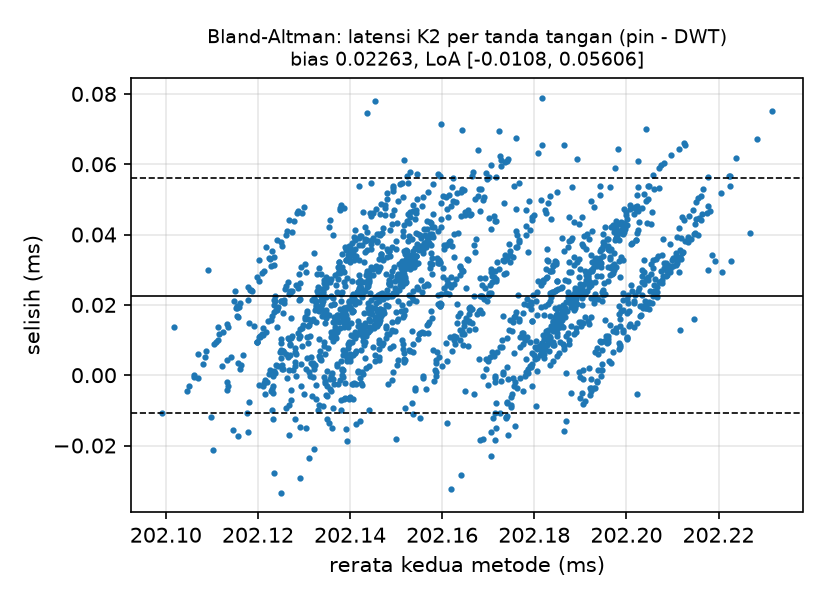 Bland-Altman: latensi K2 per tanda tangan (pin - DWT)
bias 0.02263, LoA [-0.0108, 0.05606]
0.08
0.06
0.04
0.02
0.00
−0.02
selisih (ms)
202.10 202.12 202.14 202.16 202.18 202.20 202.22
rerata kedua metode (ms)